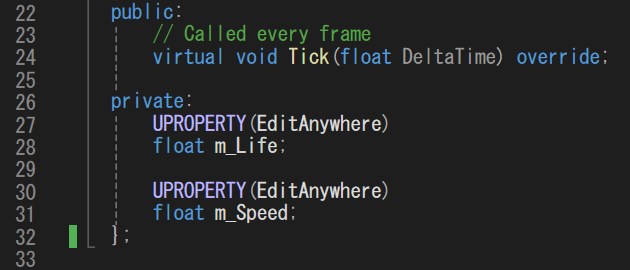 22 public:
23 // Called every frame
24 virtual void Tick(float DeltaTime) override;
25
26 private:
27 UPROPERTY(EditAnywhere)
28 float m_Life;
29
30 UPROPERTY(EditAnywhere)
31 float m_Speed;
32 };
33